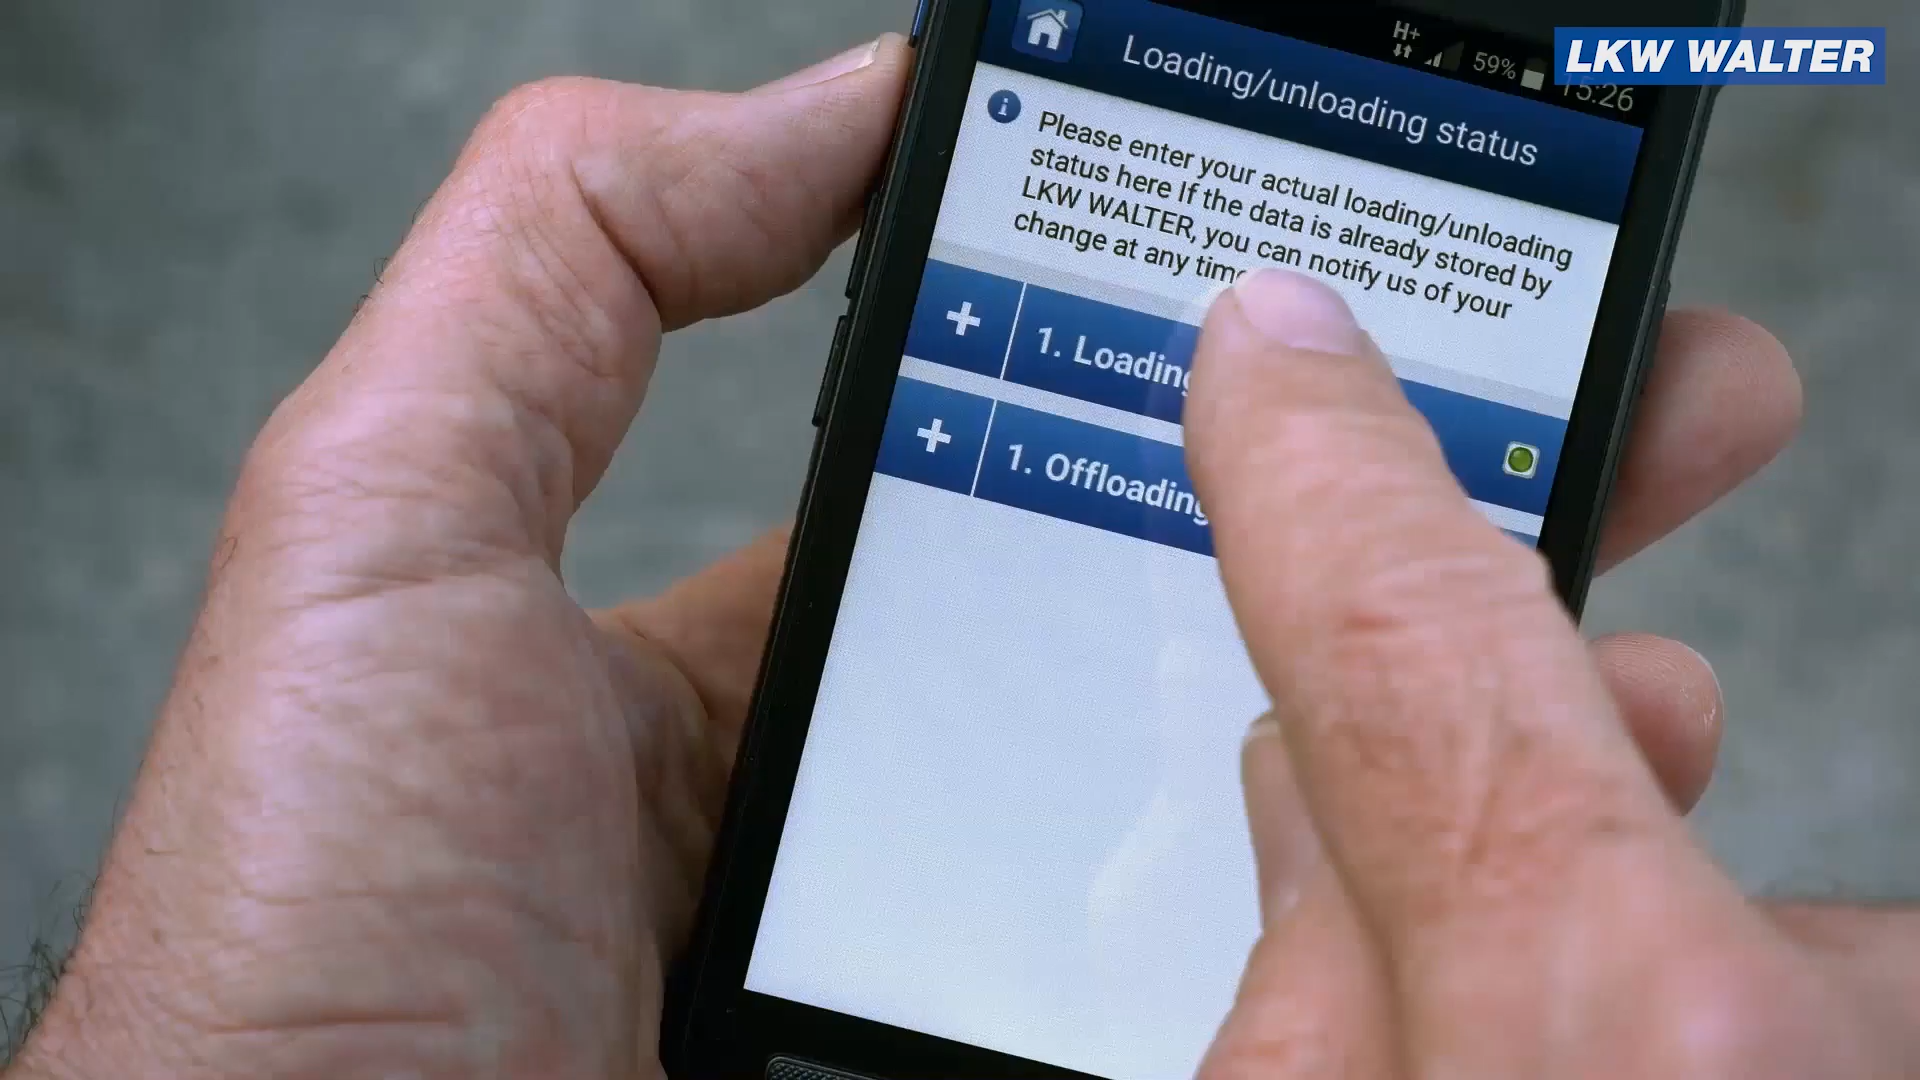 H+ 59%
LKW WALTER
15:26
Loading/unloading status
Please enter your actual loading/unloading
status here If the data is already stored by
LKW WALTER, you can notify us of your
change at any time
1. Loading
1. Offloading